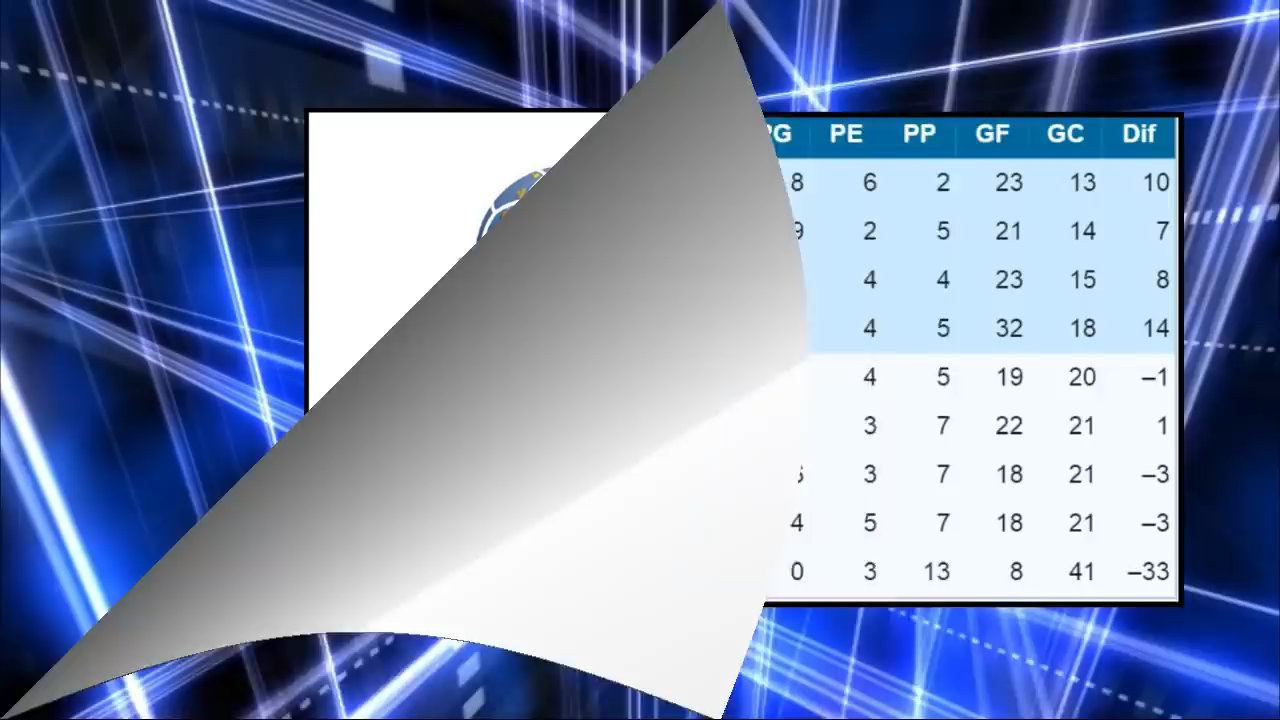 PE PP GF GC Dif
8 6 2 23 13 10
2 5 21 14 7
4 4 23 15 8
4 5 32 18 14
4 5 19 20 –1
3 7 22 21 1
3 7 18 21 –3
4 5 7 18 21 –3
0 3 13 8 41 –33